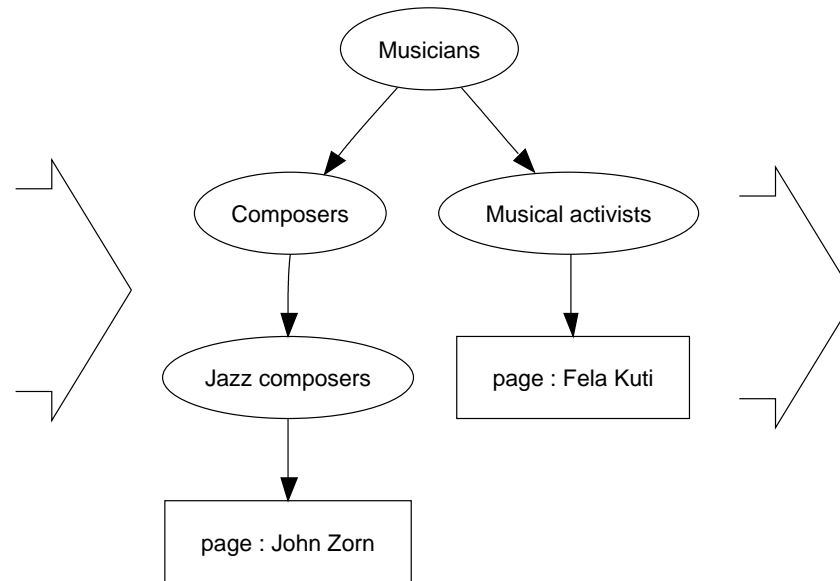 Musicians
Composers
Musical activists
Jazz composers
page : Fela Kuti
page : John Zorn